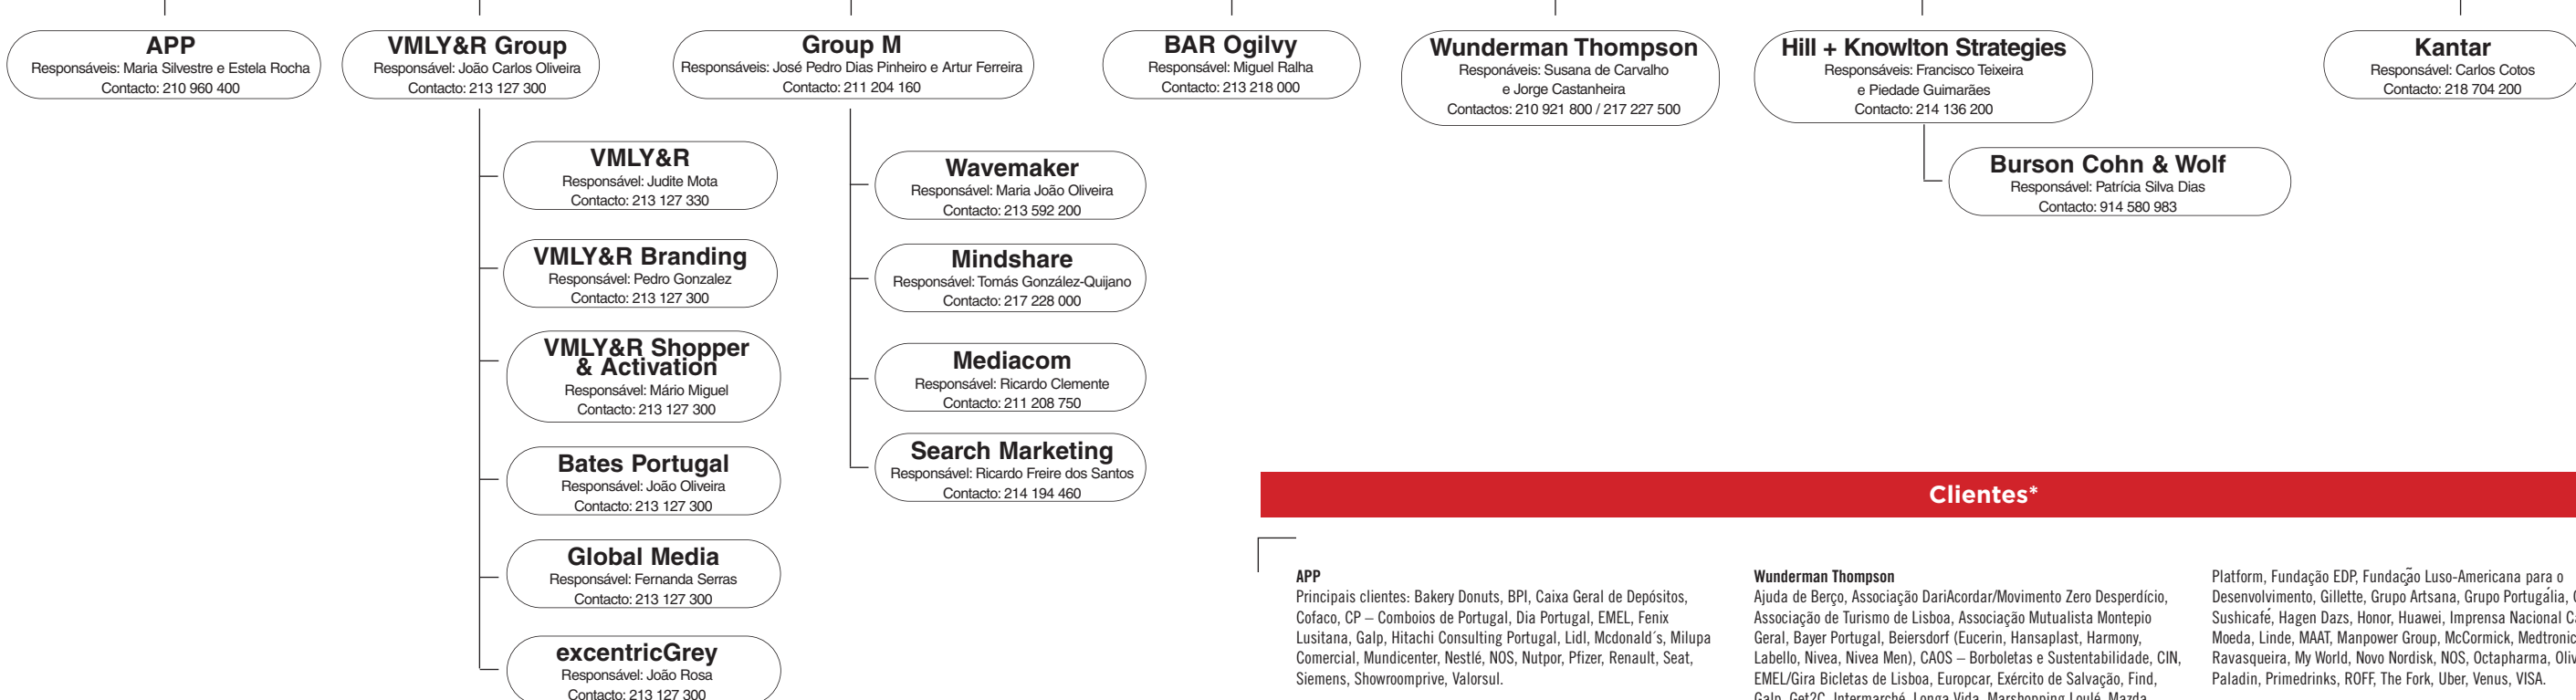 APP
Responsáveis: Maria Silvestre e Estela Rocha
Contacto: 210 960 400
VMLY&R Group
Responsável: João Carlos Oliveira
Contacto: 213 127 300
Group M
Responsáveis: José Pedro Dias Pinheiro e Artur Ferreira
Contacto: 211 204 160
BAR Ogilvy
Responsável: Miguel Ralha
Contacto: 213 218 000
Wunderman Thompson
Responáveis: Susana de Carvalho
e Jorge Castanheira
Contactos: 210 921 800 / 217 227 500
Hill + Knowlton Strategies
Responsáveis: Francisco Teixeira
e Piedade Guimarães
Contacto: 214 136 200
Kantar
Responsável: Carlos Cotos
Contacto: 218 704 200
VMLY&R
Responsável: Judite Mota
Contacto: 213 127 330
VMLY&R Branding
Responsável: Pedro Gonzalez
Contacto: 213 127 300
VMLY&R Shopper
& Activation
Responsável: Mário Miguel
Contacto: 213 127 300
Bates Portugal
Responsável: João Oliveira
Contacto: 213 127 300
Global Media
Responsável: Fernanda Serras
Contacto: 213 127 300
excentricGrey
Responsável: João Rosa
Contacto: 213 127 300
Wavemaker
Responsável: Maria João Oliveira
Contacto: 213 592 200
Mindshare
Responsável: Tomás González-Quijano
Contacto: 217 228 000
Mediacom
Responsável: Ricardo Clemente
Contacto: 211 208 750
Search Marketing
Responsável: Ricardo Freire dos Santos
Contacto: 214 194 460
Burson Cohn & Wolf
Responsável: Patrícia Silva Dias
Contacto: 914 580 983
Clientes*
APP
Principais clientes: Bakery Donuts, BPI, Caixa Geral de Depósitos,
Cofaco, CP – Comboios de Portugal, Dia Portugal, EMEL, Fenix
Lusitana, Galp, Hitachi Consulting Portugal, Lidl, Mcdonald´s, Milupa
Comercial, Mundicenter, Nestlé, NOS, Nutpor, Pfizer, Renault, Seat,
Siemens, Showroomprive, Valorsul.
Wunderman Thompson
Ajuda de Berço, Associação DariAcordar/Movimento Zero Desperdício,
Associação de Turismo de Lisboa, Associação Mutualista Montepio
Geral, Bayer Portugal, Beiersdorf (Eucerin, Hansaplast, Harmony,
Labello, Nivea, Nivea Men), CAOS – Borboletas e Sustentabilidade, CIN,
EMEL/Gira Bicletas de Lisboa, Europcar, Exército de Salvação, Find,
Galp, Get2C, Intermarché, Longa Vida, Marshopping Loulé, Mazda,
Platform, Fundação EDP, Fundação Luso-Americana para o
Desenvolvimento, Gillette, Grupo Artsana, Grupo Portugália,
Sushicafé, Hagen Dazs, Honor, Huawei, Imprensa Nacional
Moeda, Linde, MAAT, Manpower Group, McCormick, Medtronic
Ravasqueira, My World, Novo Nordisk, NOS, Octapharma,
Paladin, Primedrinks, ROFF, The Fork, Uber, Venus, VISA.